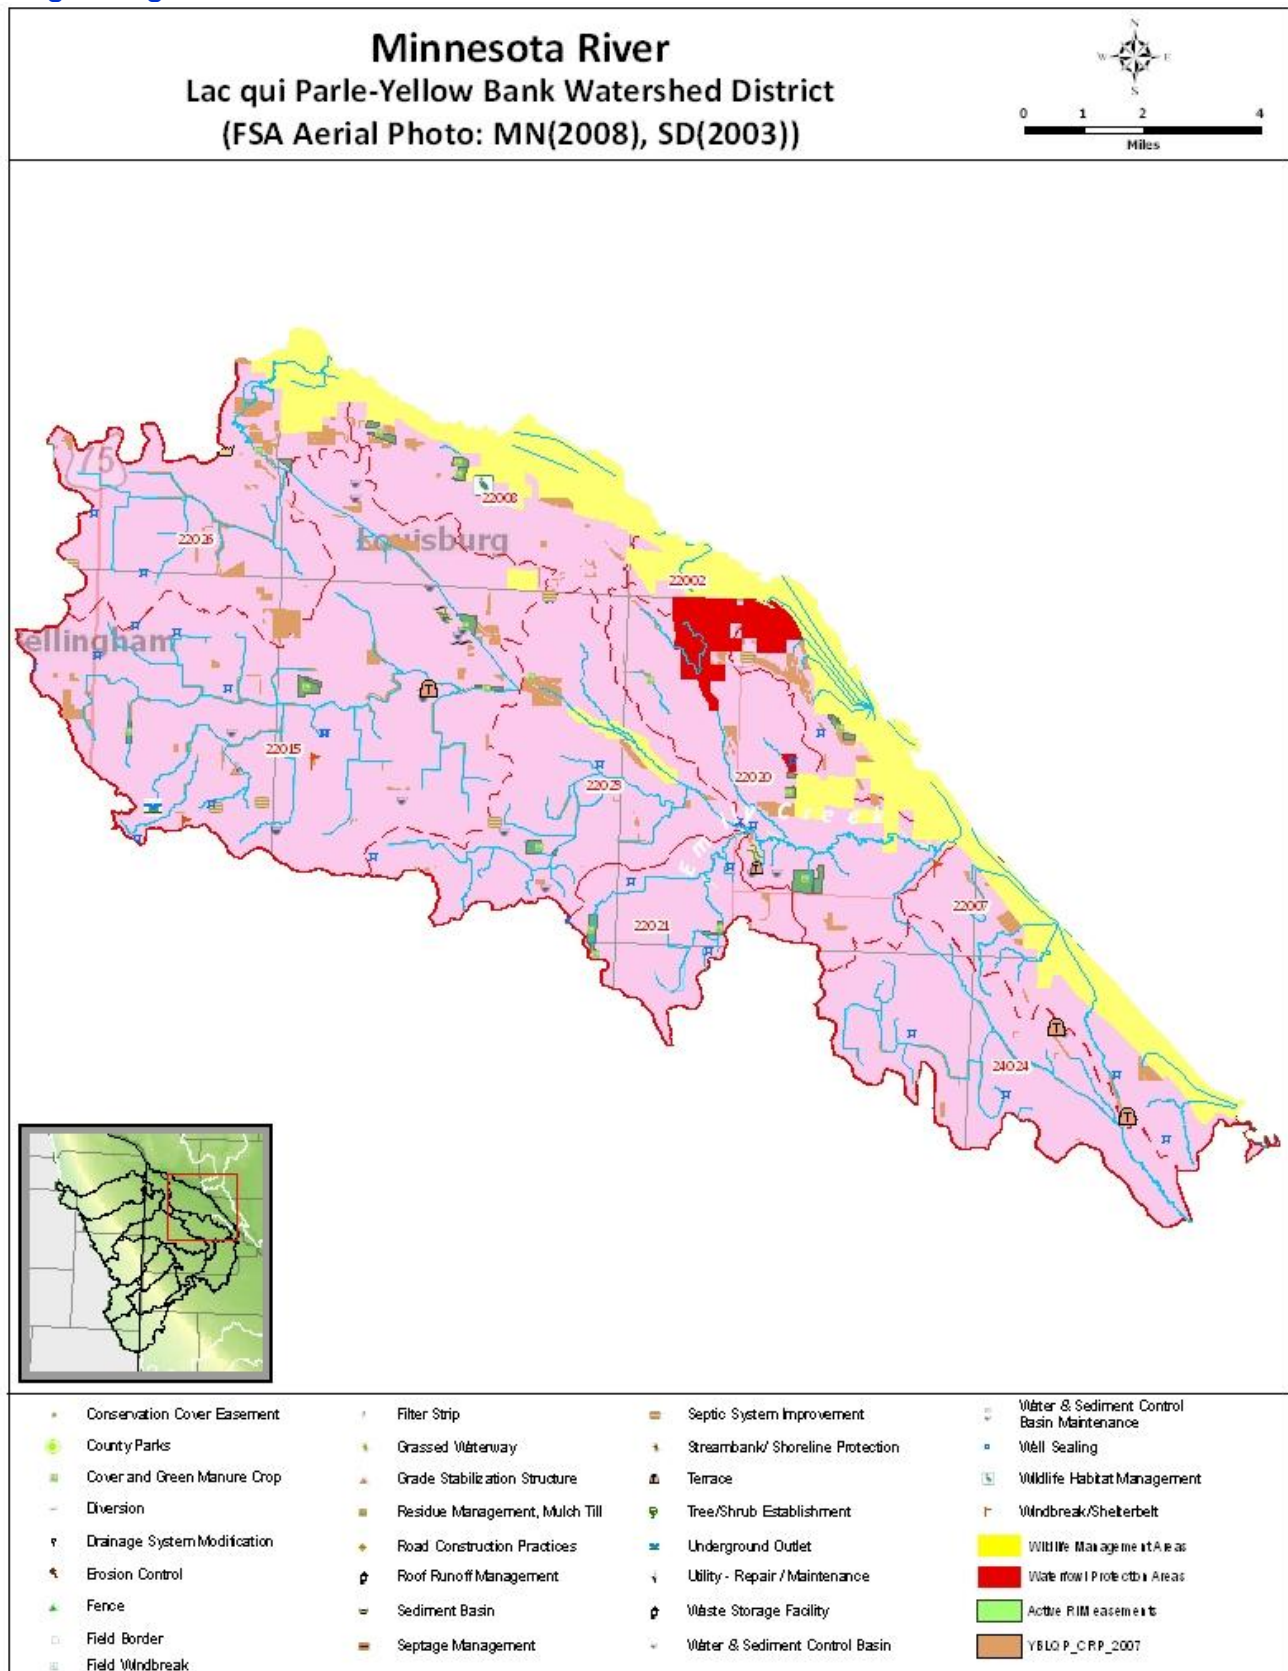 Minnesota River
Lac qui Parle-Yellow Bank Watershed District
(FSA Aerial Photo: MN(2008), SD(2003))
N
W E
S
0 1 2 4
Miles
75
22008
22026
Louisburg
22002
ellingham
22015
22023
22020
Emily Creek
22007
22021
24024
Conservation Cover Easement
County Parks
Cover and Green Manure Crop
Diversion
Drainage System Modification
Erosion Control
Fence
Field Border
Field Windbreak
Filter Strip
Grassed Waterway
Grade Stabilization Structure
Residue Management, Mulch Till
Road Construction Practices
Roof Runoff Management
Sediment Basin
Septage Management
Septic System Improvement
Streambank/ Shoreline Protection
Terrace
Tree/Shrub Establishment
Underground Outlet
Utility - Repair / Maintenance
Waste Storage Facility
Water & Sediment Control Basin
Water & Sediment Control
Basin Maintenance
Well Sealing
Wildlife Habitat Management
Windbreak/Shelterbelt
Wildlife Management Areas
Waterfowl Protection Areas
Active RIM easements
YBLQP_CRP_2007